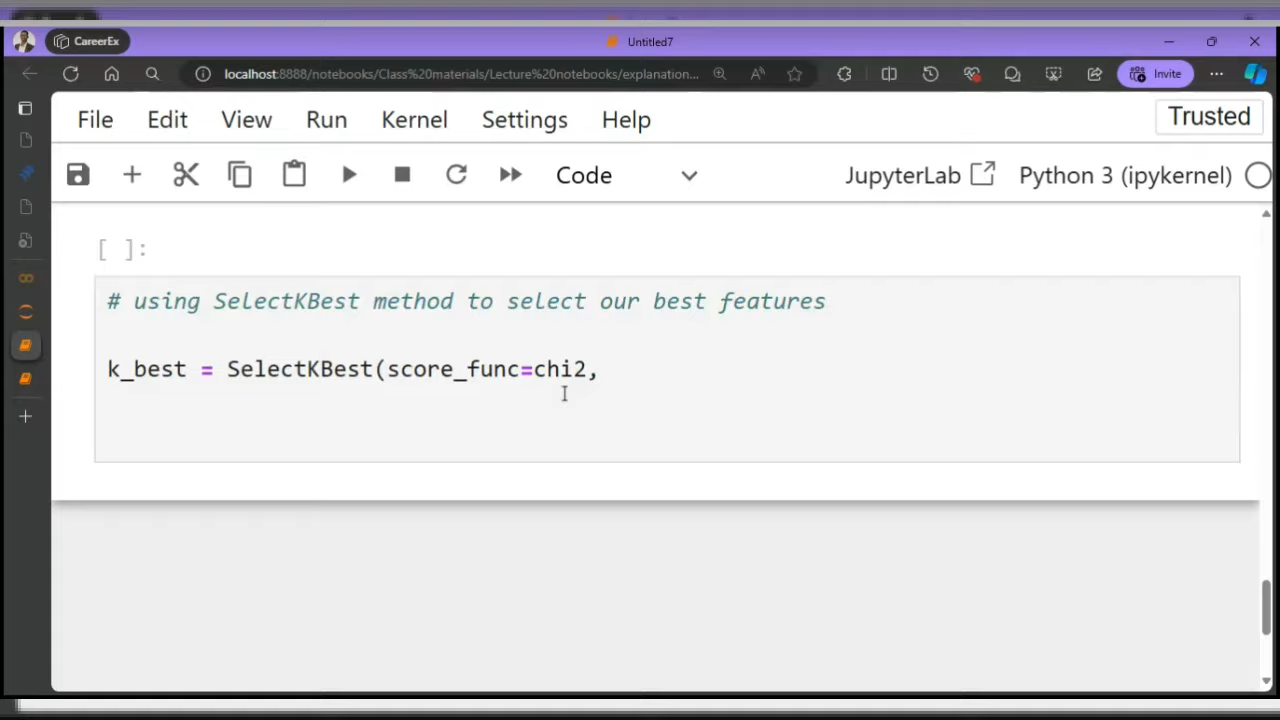 CareerEx
Untitled7
localhost:8888/notebooks/Class%20materials/Lecture%20notebooks/explanation...
Invite
File Edit View Run Kernel Settings Help
Trusted
Code
JupyterLab
Python 3 (ipykernel)
[ ]:
# using SelectKBest method to select our best features
k_best = SelectKBest(score_func=chi2,